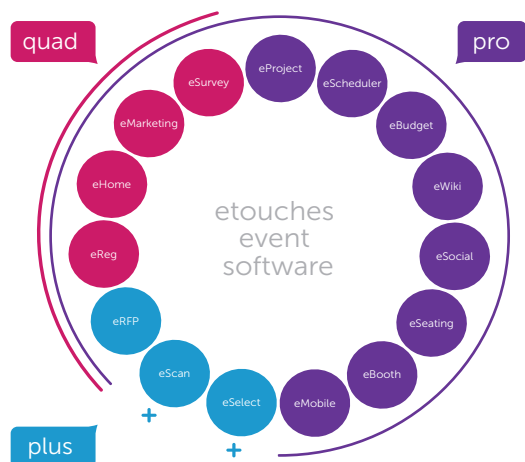 quad
pro
eProject
eScheduler
eBudget
eWiki
eSocial
eSeating
eBooth
eMobile
eSelect
eScan
eRFP
eReg
eHome
eMarketing
eSurvey
etouches
event
software
+
+
plus